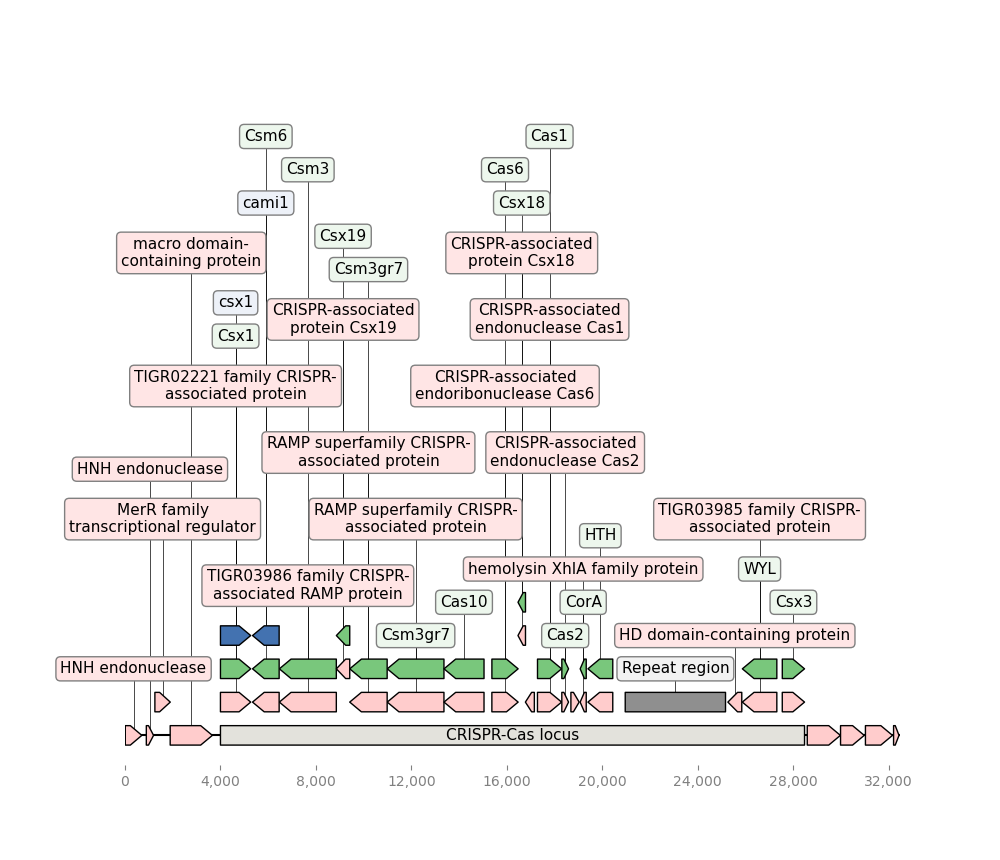 Csm6
Cas1
Csm3
Cas6
cami1
Csx18
Csx19
macro domain-
containing protein
CRISPR-associated
protein Csx18
Csm3gr7
csx1
CRISPR-associated
protein Csx19
CRISPR-associated
endonuclease Cas1
Csx1
TIGR02221 family CRISPR-
associated protein
CRISPR-associated
endoribonuclease Cas6
RAMP superfamily CRISPR-
associated protein
CRISPR-associated
endonuclease Cas2
HNH endonuclease
MerR family
transcriptional regulator
RAMP superfamily CRISPR-
associated protein
TIGR03985 family CRISPR-
associated protein
HTH
hemolysin XhlA family protein
WYL
TIGR03986 family CRISPR-
associated RAMP protein
Cas10
CorA
Csx3
Csm3gr7
Cas2
HD domain-containing protein
HNH endonuclease
Repeat region
CRISPR-Cas locus
0
4,000
8,000
12,000
16,000
20,000
24,000
28,000
32,000